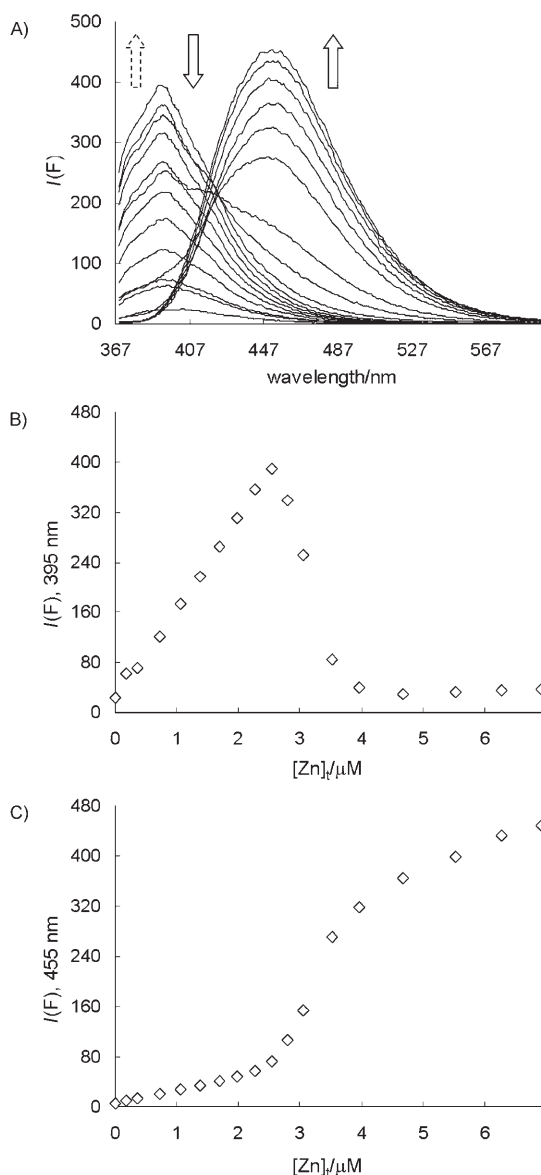 A)
I(F)
500
400
300
200
100
0
367 407 447 487 527 567
wavelength/nm
B)
I(F), 395 nm
480
400
320
240
160
80
0
0 1 2 3 4 5 6
[Zn]t/μM
C)
I(F), 455 nm
480
400
320
240
160
80
0
0 1 2 3 4 5 6
[Zn]t/μM